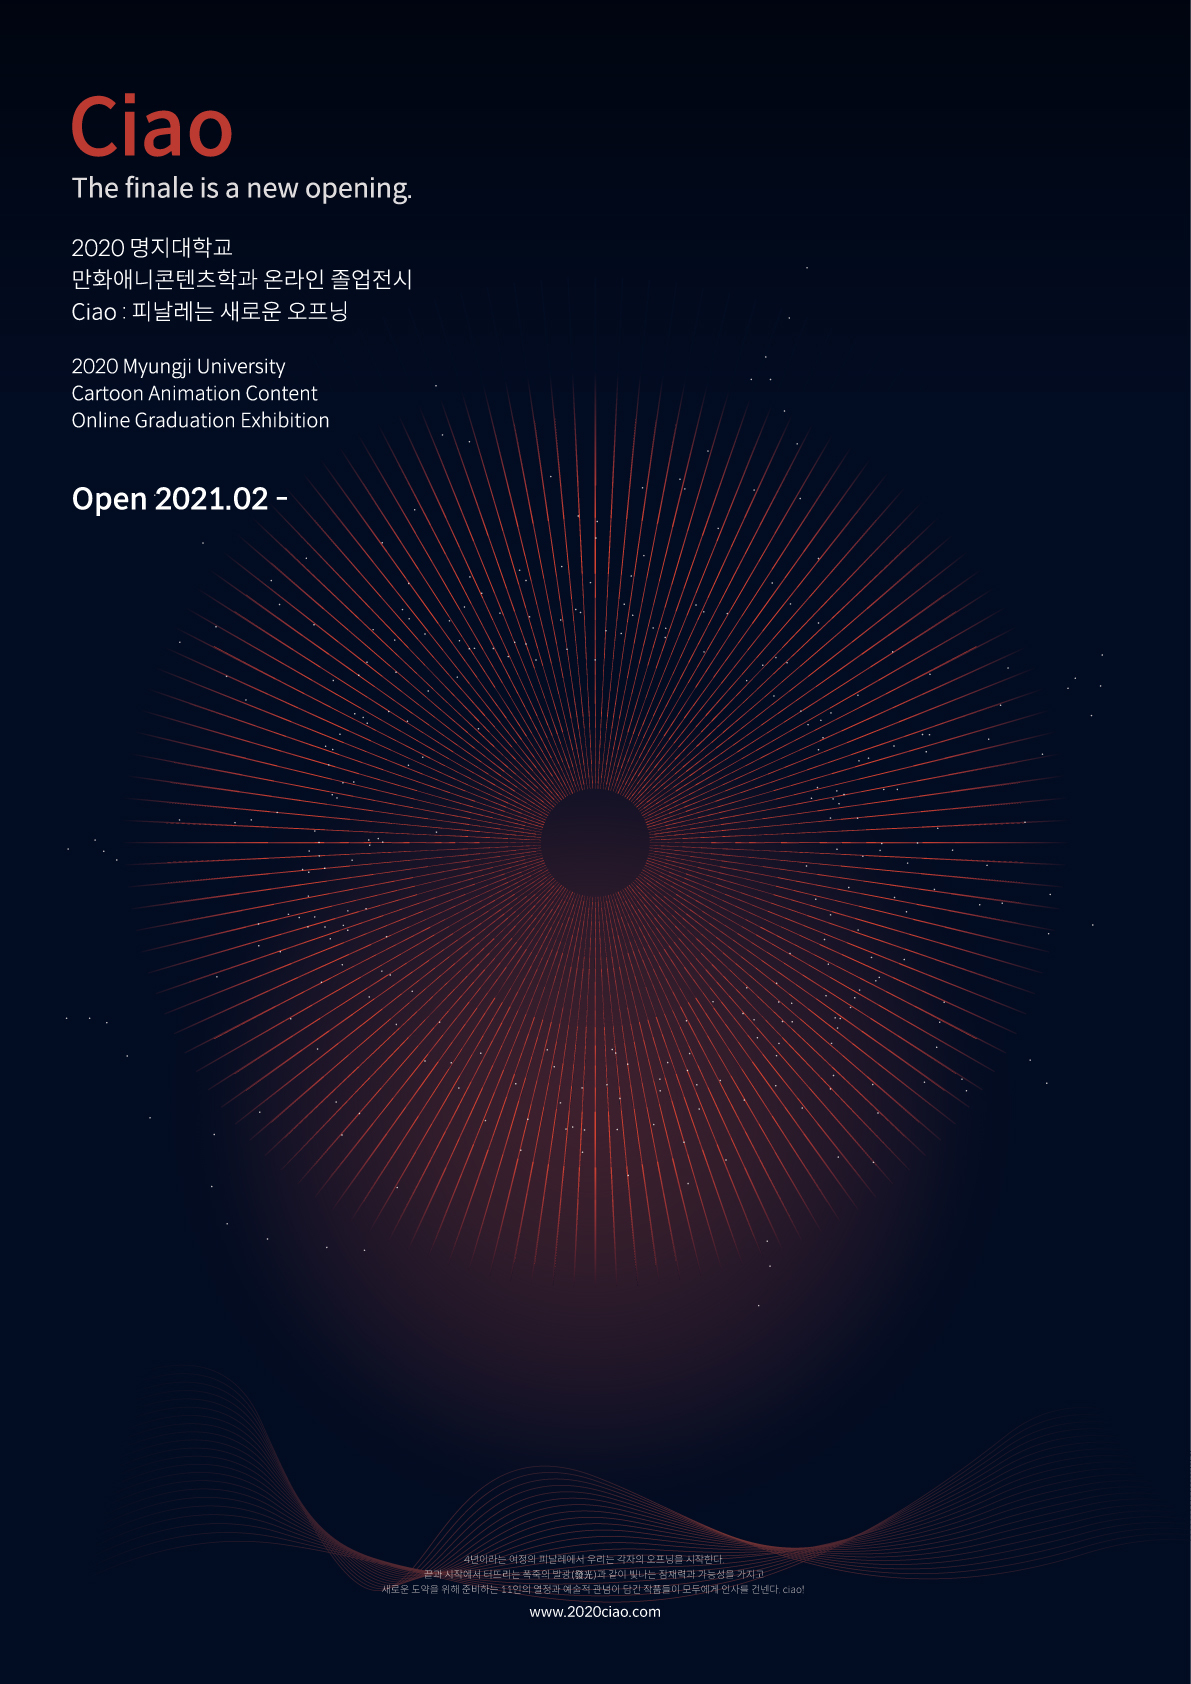 Ciao
The finale is a new opening.
2020 명지대학교
만화애니콘텐츠학과 온라인 졸업전시
Ciao : 피날레는 새로운 오프닝
2020 Myungji University
Cartoon Animation Content
Online Graduation Exhibition
Open 2021.02 -
4년이라는 여정의 피날레에서 우리는 각자의 오프닝을 시작한다.
끝과 시작에서 터뜨리는 폭죽의 발광(發光)과 같이 빛나는 잠재력과 가능성을 가지고
새로운 도약을 위해 준비하는 11인의 열정과 예술적 관념이 담긴 작품들이 모두에게 인사를 건넨다. ciao!
www.2020ciao.com